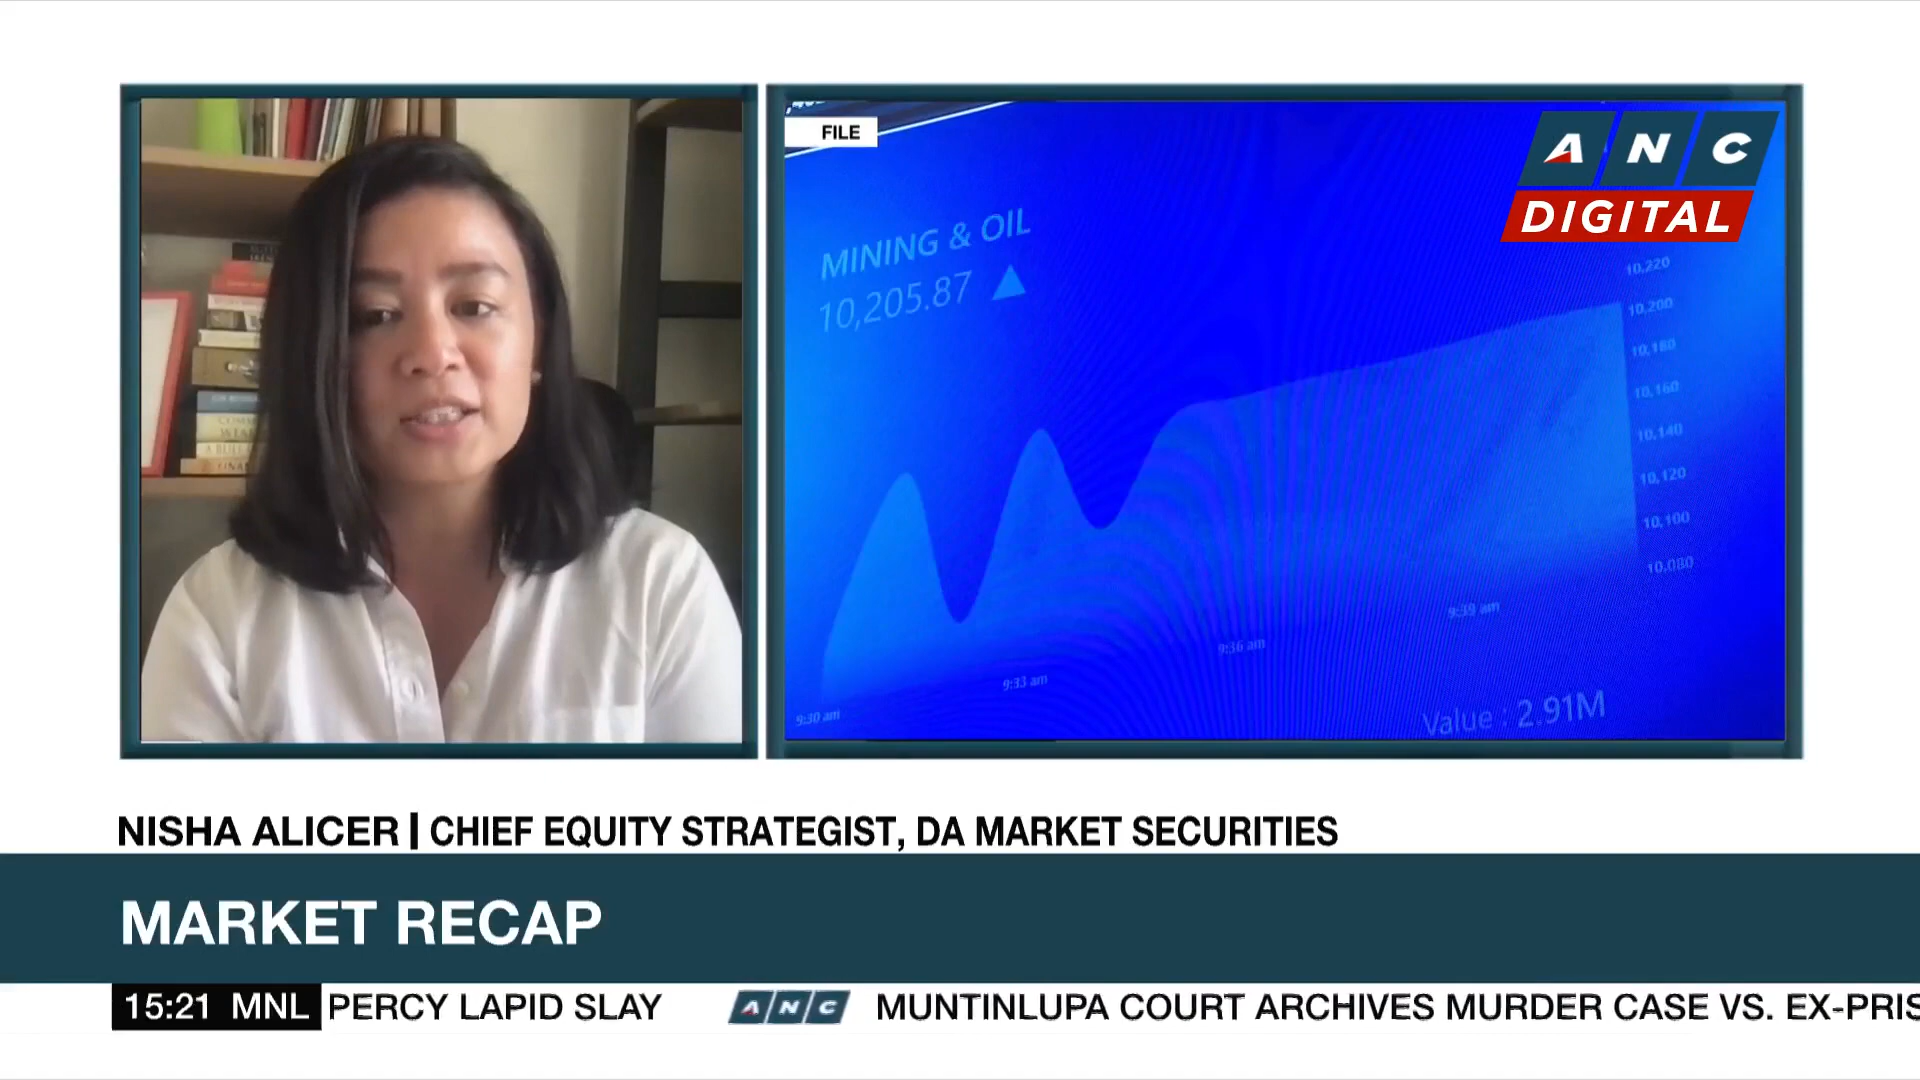 FILE
ANC
DIGITAL
MINING & OIL
10,205.87
10,220
10,200
10,180
10,160
10,140
10,120
10,100
10,080
9:30 am
9:33 am
9:36 am
9:39 am
Value : 2.91M
NISHA ALICER | CHIEF EQUITY STRATEGIST, DA MARKET SECURITIES
MARKET RECAP
15:21 MNL PERCY LAPID SLAY ANC MUNTINLUPA COURT ARCHIVES MURDER CASE VS. EX-PRIS